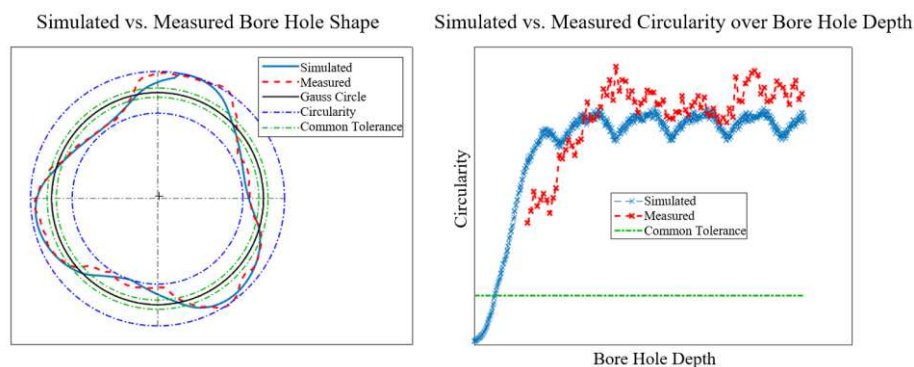 Simulated vs. Measured Bore Hole Shape
Simulated
Measured
Gauss Circle
Circularity
Common Tolerance
Simulated vs. Measured Circularity over Bore Hole Depth
Circularity
Simulated
Measured
Common Tolerance
Bore Hole Depth